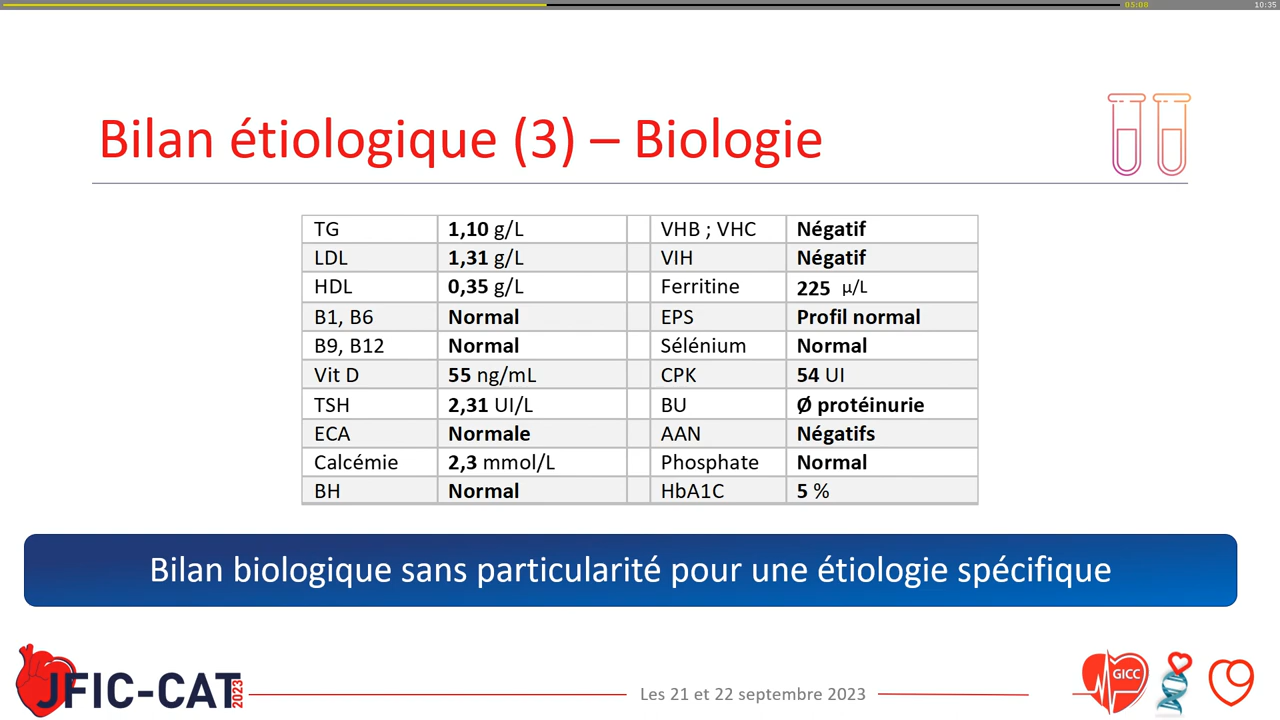 05:00 10:35
Bilan étiologique (3) – Biologie
TG 1,10 g/L VHB ; VHC Négatif
LDL 1,31 g/L VIH Négatif
HDL 0,35 g/L Ferritine 225 µ/L
B1, B6 Normal EPS Profil normal
B9, B12 Normal Sélénium Normal
Vit D 55 ng/mL CPK 54 UI
TSH 2,31 UI/L BU Ø protéinurie
ECA Normale AAN Négatifs
Calcémie 2,3 mmol/L Phosphate Normal
BH Normal HbA1C 5 %
Bilan biologique sans particularité pour une étiologie spécifique
JFIC-CAT 2023
Les 21 et 22 septembre 2023
GICC